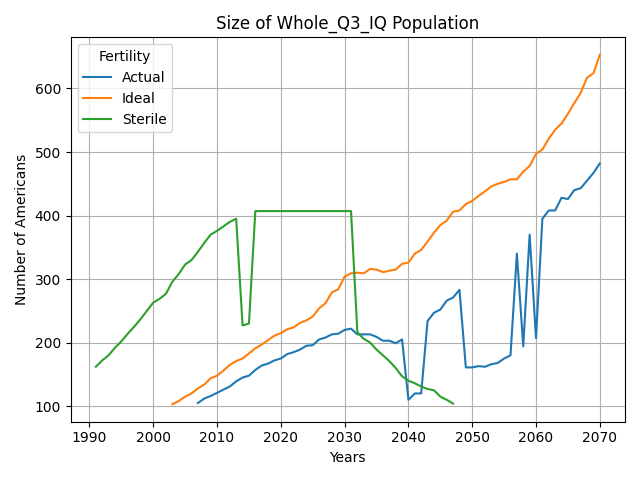 Size of Whole_Q3_IQ Population
Fertility
Actual
Ideal
Sterile
600
500
400
300
200
100
Number of Americans
1990 2000 2010 2020 2030 2040 2050 2060 2070
Years